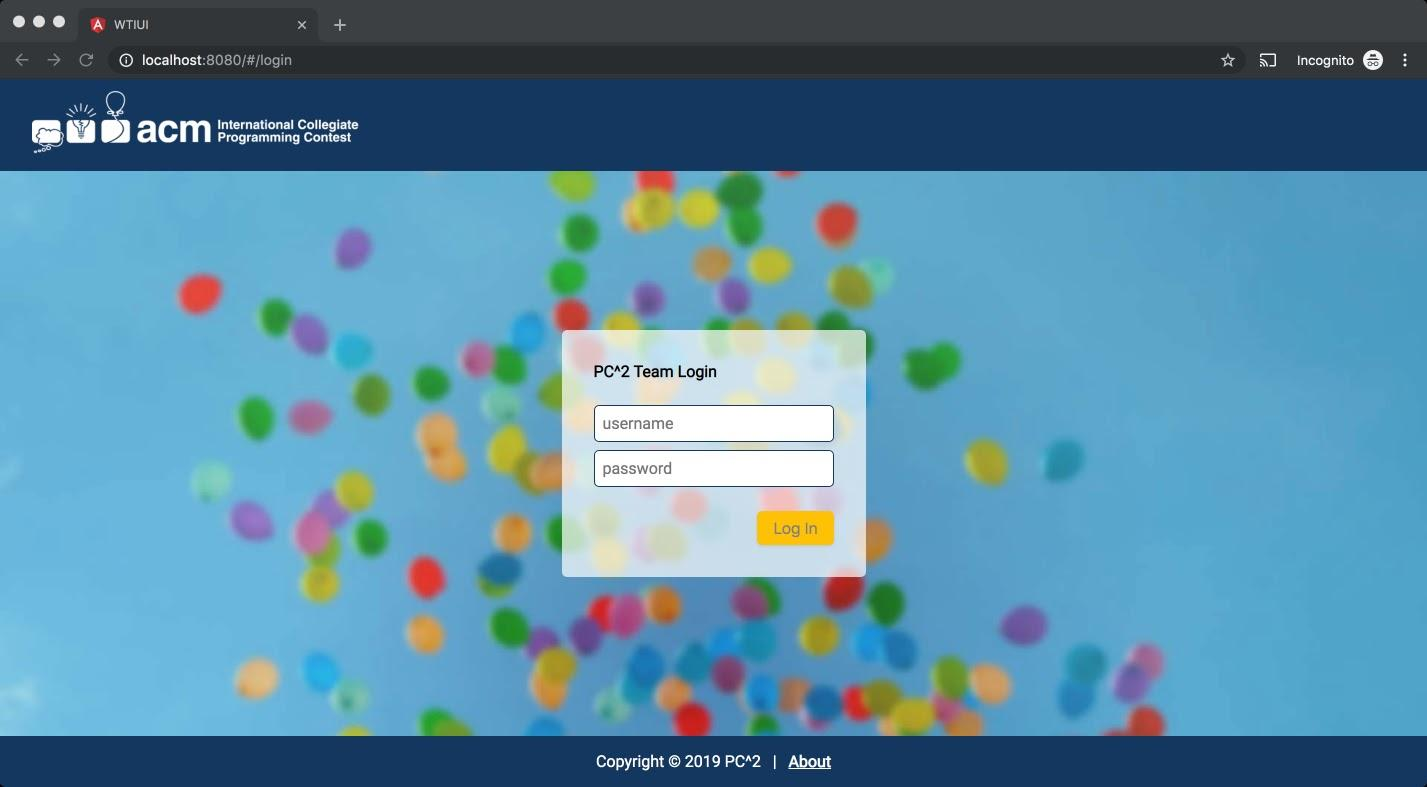 WTIUI
localhost:8080/#/login
Incognito
acm International Collegiate
Programming Contest
PC^2 Team Login
username
password
Log In
Copyright © 2019 PC^2 | About